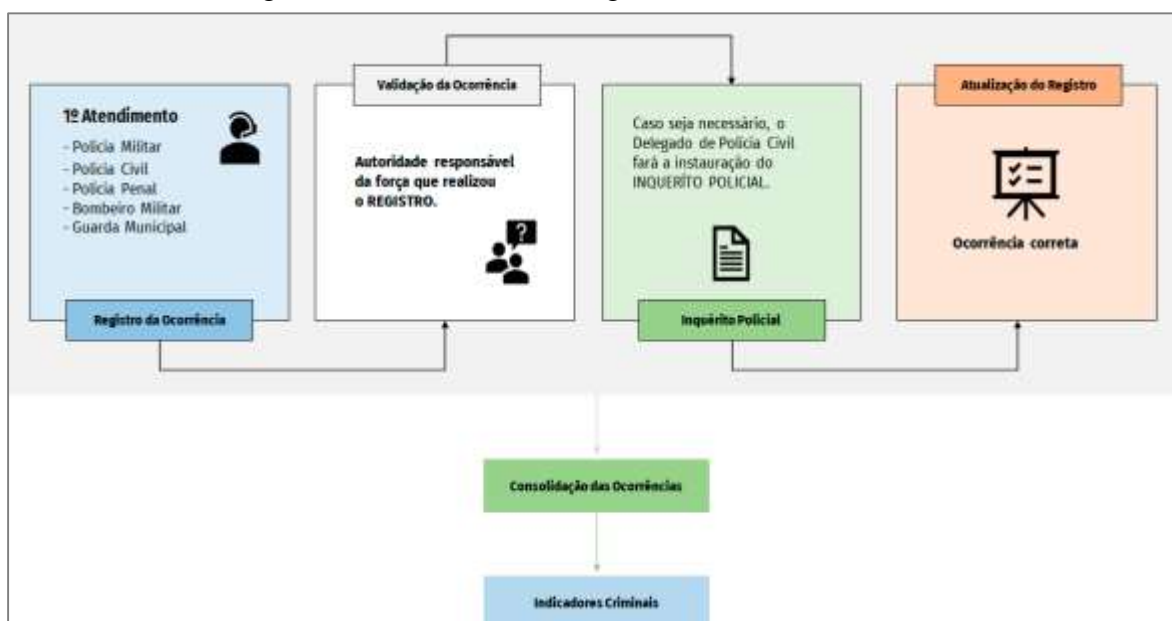 1º Atendimento
- Polícia Militar
- Polícia Civil
- Polícia Penal
- Bombeiro Militar
- Guarda Municipal
Registro da Ocorrência
Validação da Ocorrência
Autoridade responsável
da força que realizou
o REGISTRO.
?
Caso seja necessário, o
Delegado de Polícia Civil
fará a instauração do
INQUERÍTO POLICIAL.
Inquérito Policial
Atualização do Registro
Ocorrência correta
Consolidação das Ocorrências
Indicadores Criminais